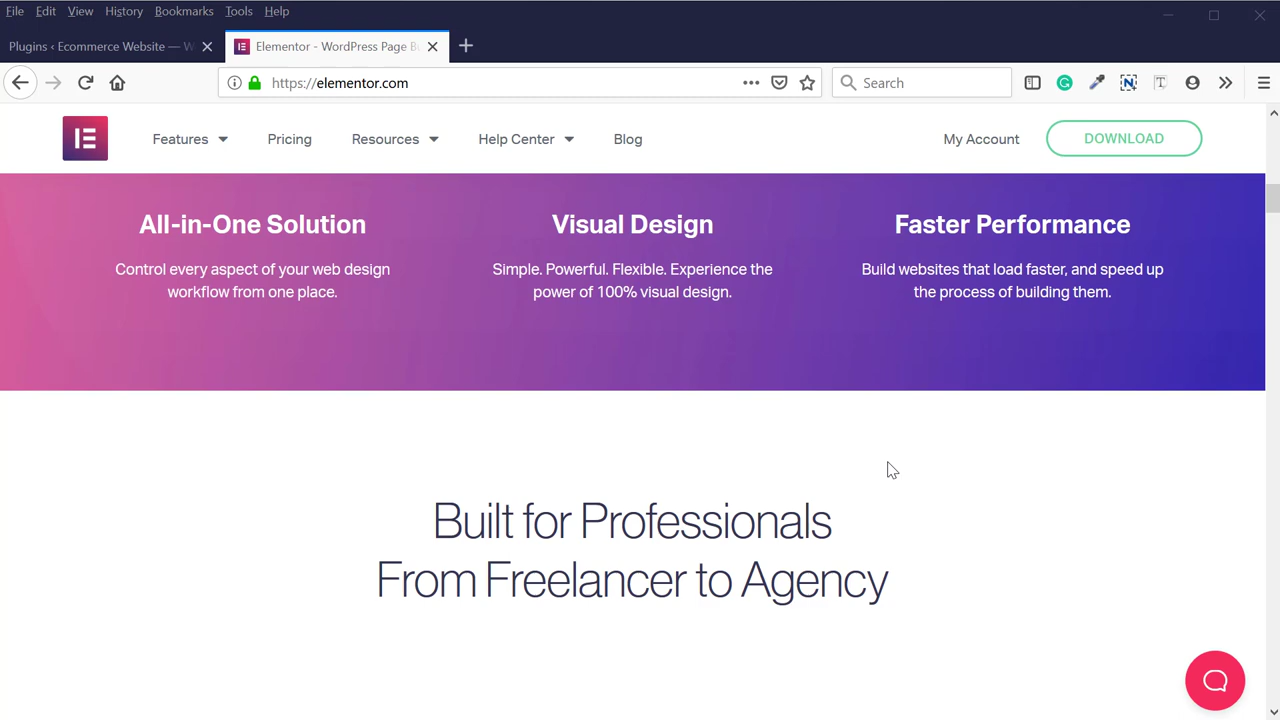 File Edit View History Bookmarks Tools Help
Plugins ‹ Ecommerce Website — W
Elementor - WordPress Page Bu
https://elementor.com
Search
Features Pricing Resources Help Center Blog My Account DOWNLOAD
All-in-One Solution
Control every aspect of your web design
workflow from one place.
Visual Design
Simple. Powerful. Flexible. Experience the
power of 100% visual design.
Faster Performance
Build websites that load faster, and speed up
the process of building them.
Built for Professionals
From Freelancer to Agency